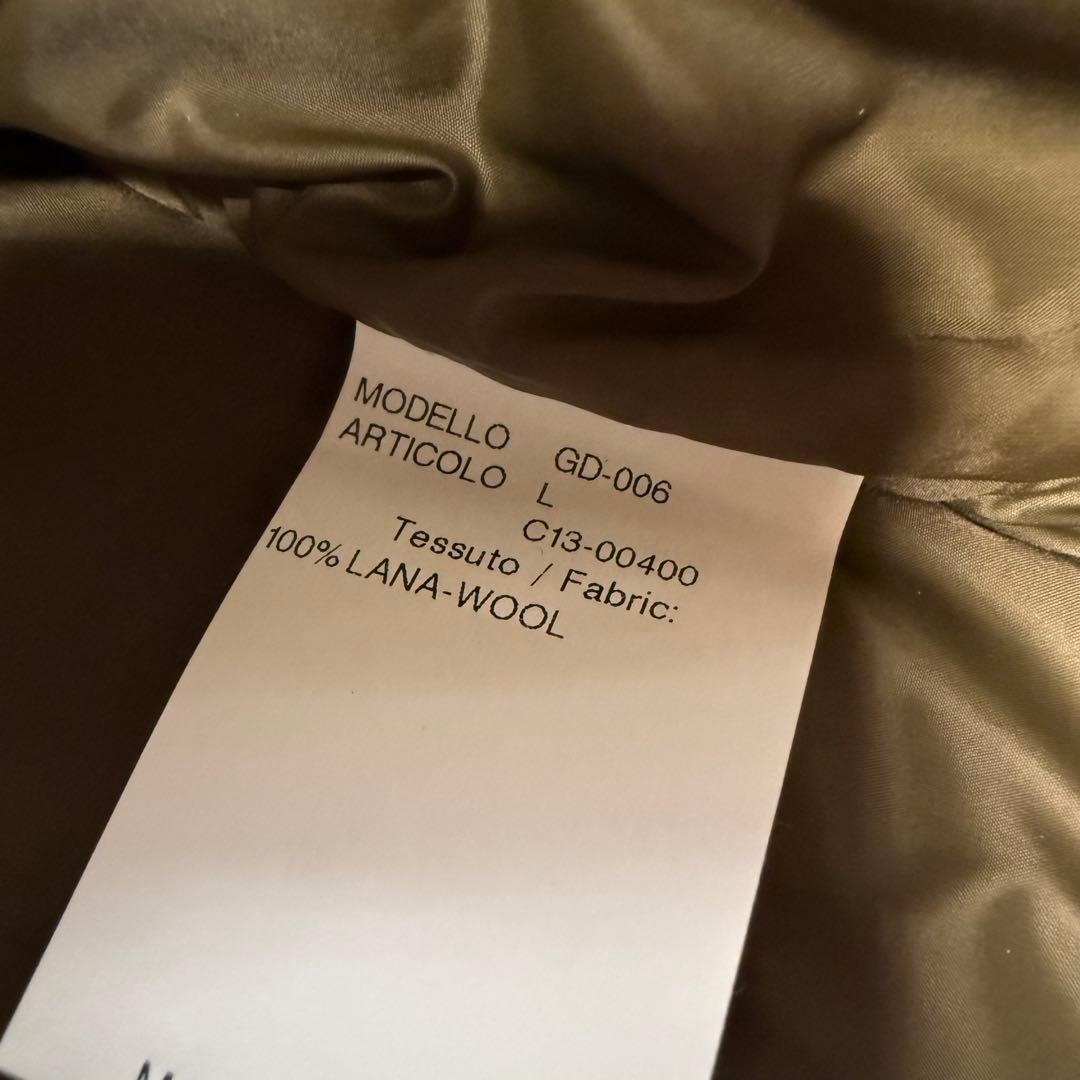 MODELLO GD-006
ARTICOLO L
C13-00400
Tessuto / Fabric:
100% LANA-WOOL